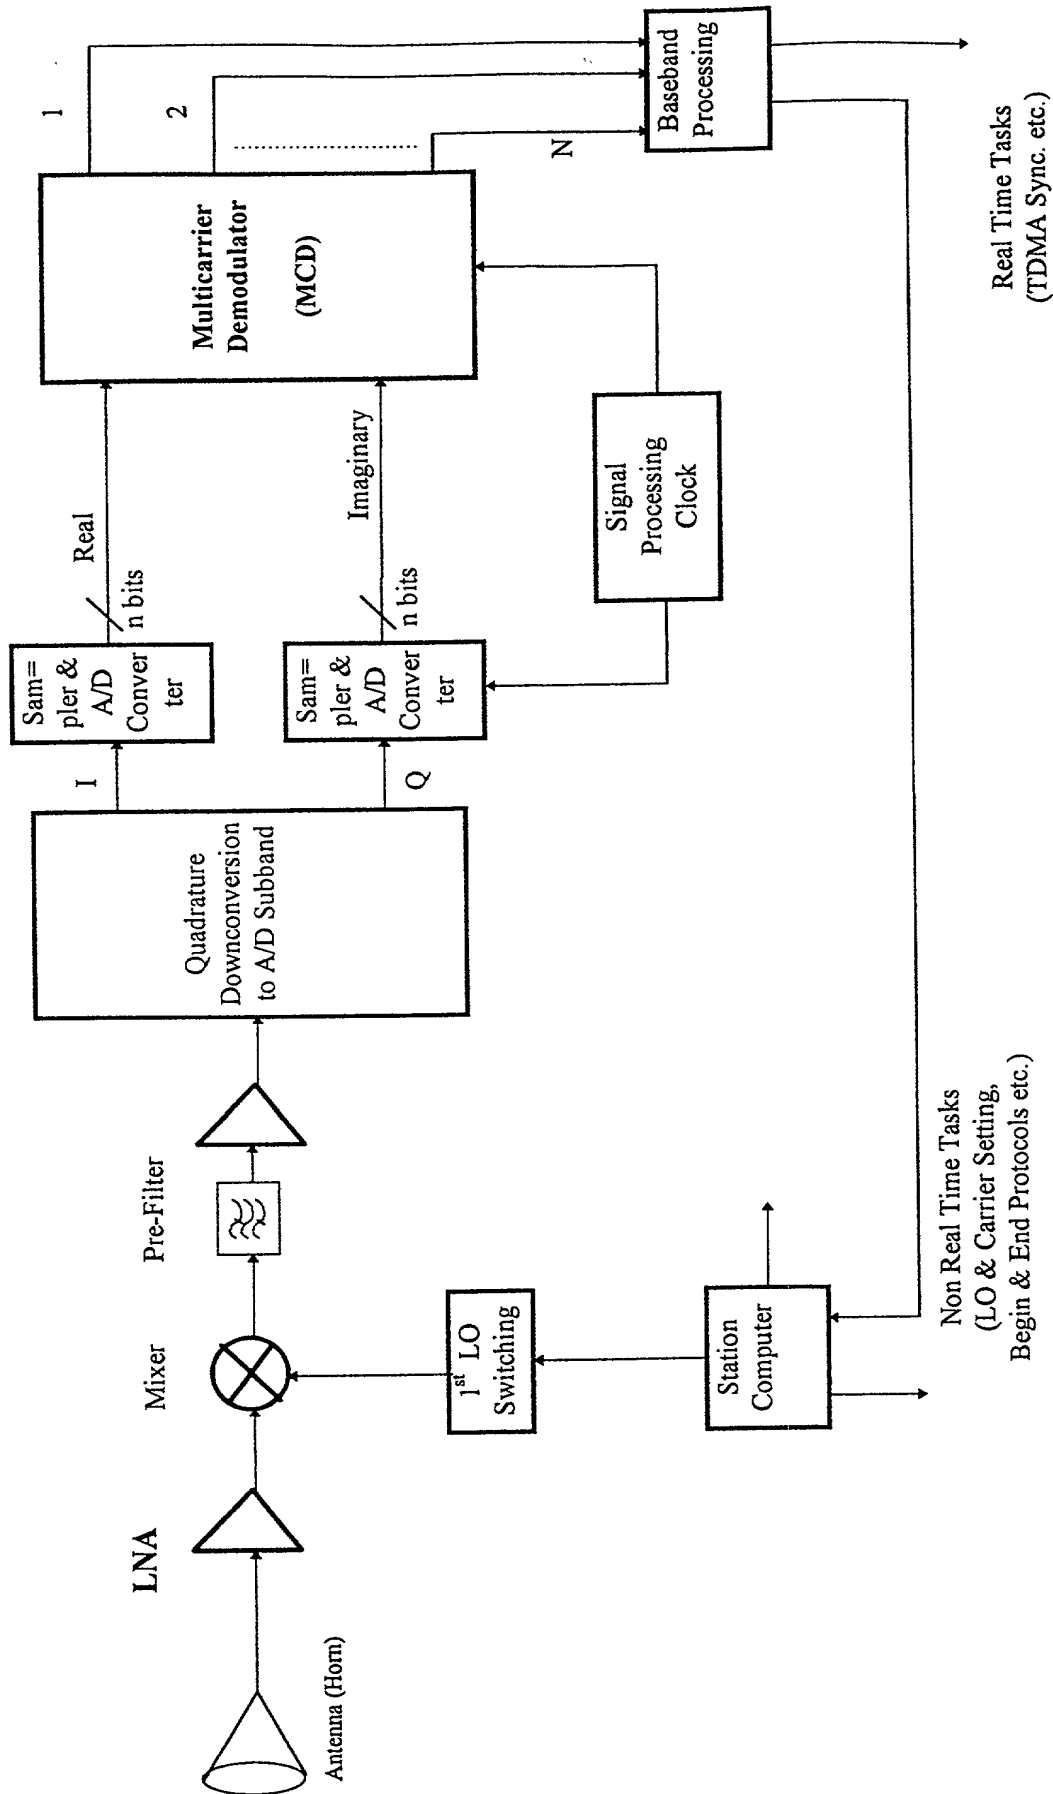 Antenna (Horn)
LNA
Mixer
Pre-Filter
1st LO
Switching
Station
Computer
Non Real Time Tasks
(LO & Carrier Setting,
Begin & End Protocols etc.)
Quadrature
Downconversion
to A/D Subband
I
Q
Sam=
pler &
A/D
Conver
ter
Sam=
pler &
A/D
Conver
ter
Real
n bits
Imaginary
n bits
Signal
Processing
Clock
Multicarrier
Demodulator
(MCD)
1
2
N
Baseband
Processing
Real Time Tasks
(TDMA Sync. etc.)